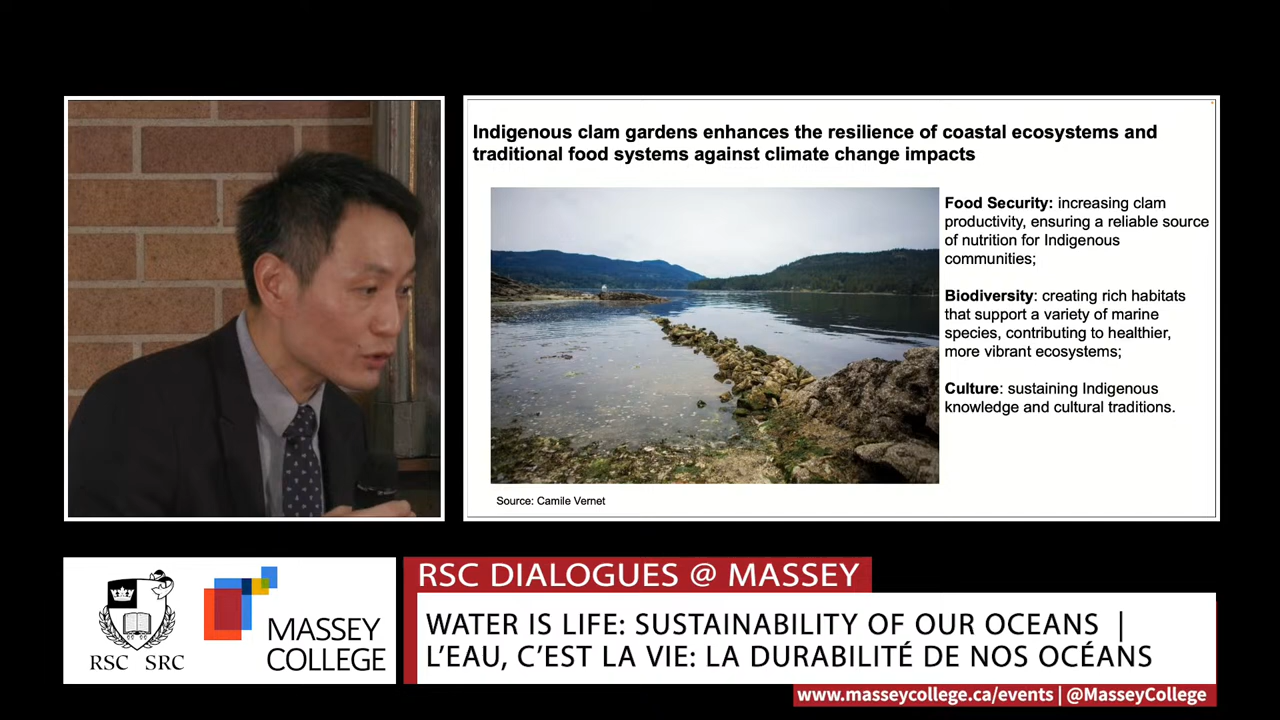 Indigenous clam gardens enhances the resilience of coastal ecosystems and
traditional food systems against climate change impacts
Food Security: increasing clam
productivity, ensuring a reliable source
of nutrition for Indigenous
communities;
Biodiversity: creating rich habitats
that support a variety of marine
species, contributing to healthier,
more vibrant ecosystems;
Culture: sustaining Indigenous
knowledge and cultural traditions.
Source: Camile Vernet
RSC SRC
MASSEY
COLLEGE
RSC DIALOGUES @ MASSEY
WATER IS LIFE: SUSTAINABILITY OF OUR OCEANS |
L’EAU, C’EST LA VIE: LA DURABILITÉ DE NOS OCÉANS
www.masseycollege.ca/events | @MasseyCollege